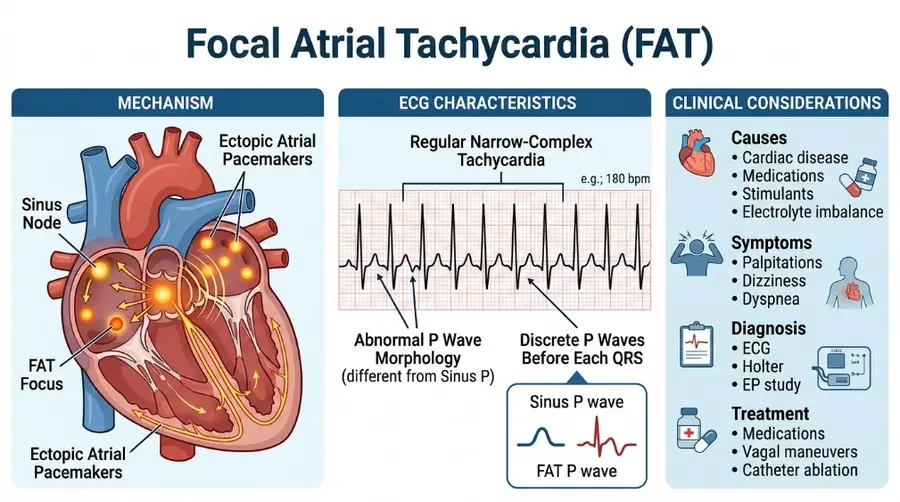 Focal Atrial Tachycardia (FAT)
MECHANISM
Ectopic Atrial
Pacemakers
Sinus
Node
FAT
Focus
Ectopic Atrial
Pacemakers
ECG CHARACTERISTICS
Regular Narrow-Complex
Tachycardia
e.g.; 180 bpm
Abnormal P Wave
Morphology
(different from Sinus P)
Discrete P Waves
Before Each QRS
Sinus P wave
FAT P wave
CLINICAL CONSIDERATIONS
Causes
• Cardiac disease
• Medications
• Stimulants
• Electrolyte imbalance
Symptoms
• Palpitations
• Dizziness
• Dyspnea
Diagnosis
• ECG
• Holter
• EP study
Treatment
• Medications
• Vagal maneuvers
• Catheter ablation